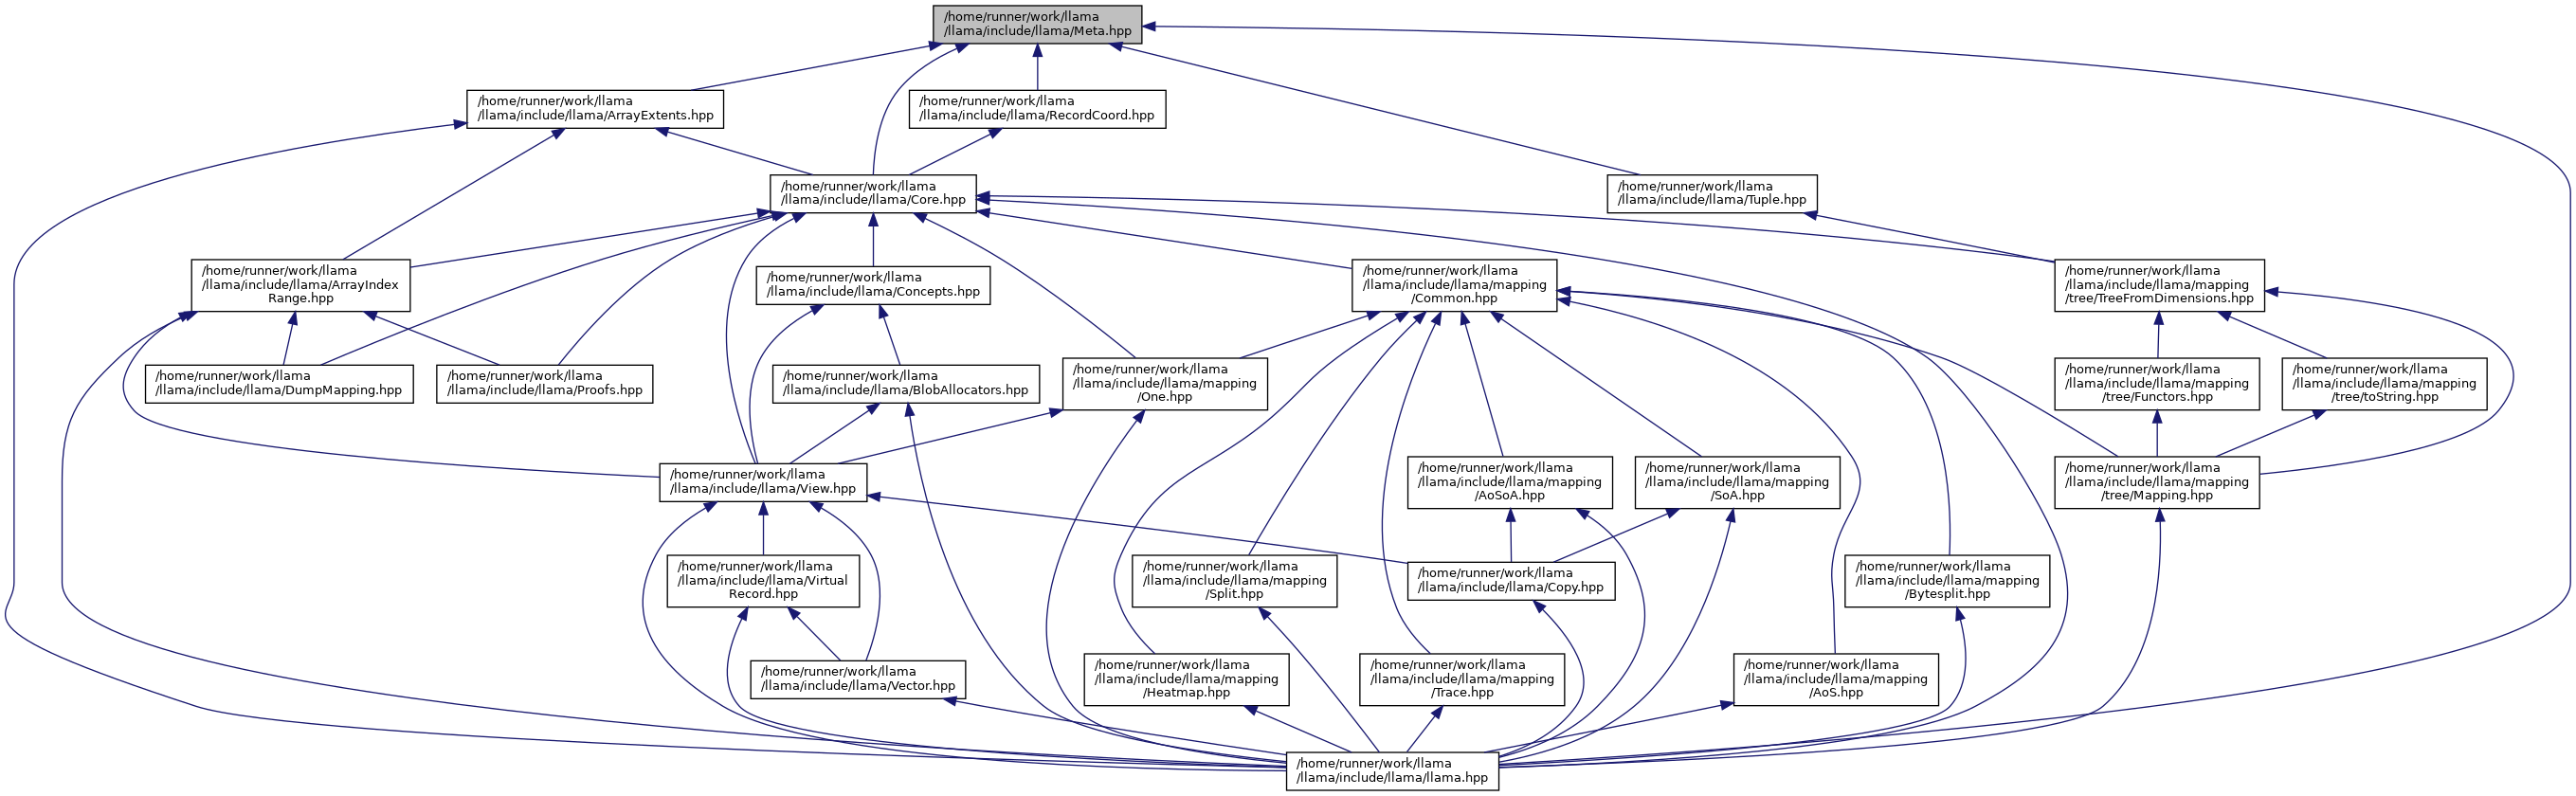 /home/runner/work/llama
/llama/include/llama/Meta.hpp
/home/runner/work/llama
/llama/include/llama/ArrayExtents.hpp
/home/runner/work/llama
/llama/include/llama/RecordCoord.hpp
/home/runner/work/llama
/llama/include/llama/Core.hpp
/home/runner/work/llama
/llama/include/llama/Tuple.hpp
/home/runner/work/llama
/llama/include/llama/ArrayIndex
Range.hpp
/home/runner/work/llama
/llama/include/llama/Concepts.hpp
/home/runner/work/llama
/llama/include/llama/mapping
/Common.hpp
/home/runner/work/llama
/llama/include/llama/mapping
/tree/TreeFromDimensions.hpp
/home/runner/work/llama
/llama/include/llama/DumpMapping.hpp
/home/runner/work/llama
/llama/include/llama/Proofs.hpp
/home/runner/work/llama
/llama/include/llama/BlobAllocators.hpp
/home/runner/work/llama
/llama/include/llama/mapping
/One.hpp
/home/runner/work/llama
/llama/include/llama/mapping
/tree/Functors.hpp
/home/runner/work/llama
/llama/include/llama/mapping
/tree/toString.hpp
/home/runner/work/llama
/llama/include/llama/View.hpp
/home/runner/work/llama
/llama/include/llama/mapping
/AoSoA.hpp
/home/runner/work/llama
/llama/include/llama/mapping
/SoA.hpp
/home/runner/work/llama
/llama/include/llama/mapping
/tree/Mapping.hpp
/home/runner/work/llama
/llama/include/llama/Virtual
Record.hpp
/home/runner/work/llama
/llama/include/llama/mapping
/Split.hpp
/home/runner/work/llama
/llama/include/llama/Copy.hpp
/home/runner/work/llama
/llama/include/llama/mapping
/Bytesplit.hpp
/home/runner/work/llama
/llama/include/llama/Vector.hpp
/home/runner/work/llama
/llama/include/llama/mapping
/Heatmap.hpp
/home/runner/work/llama
/llama/include/llama/mapping
/Trace.hpp
/home/runner/work/llama
/llama/include/llama/mapping
/AoS.hpp
/home/runner/work/llama
/llama/include/llama/llama.hpp